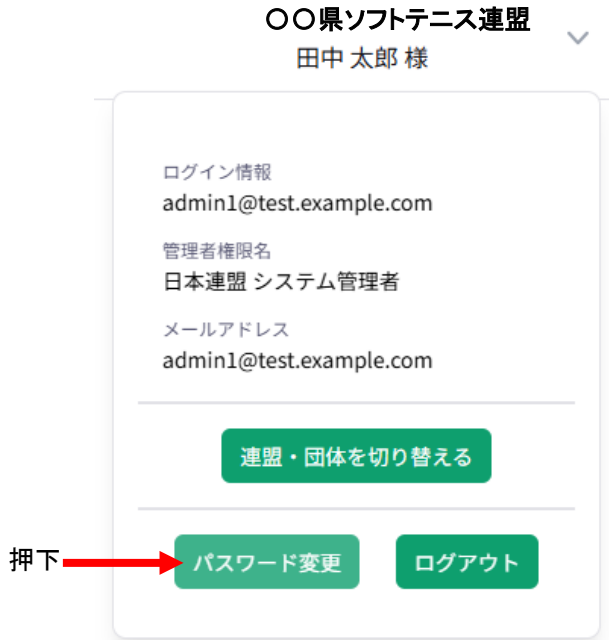 〇〇県ソフトテニス連盟
田中 太郎 様
ログイン情報
admin1@test.example.com
管理者権限名
日本連盟 システム管理者
メールアドレス
admin1@test.example.com
連盟・団体を切り替える
押下
パスワード変更
ログアウト